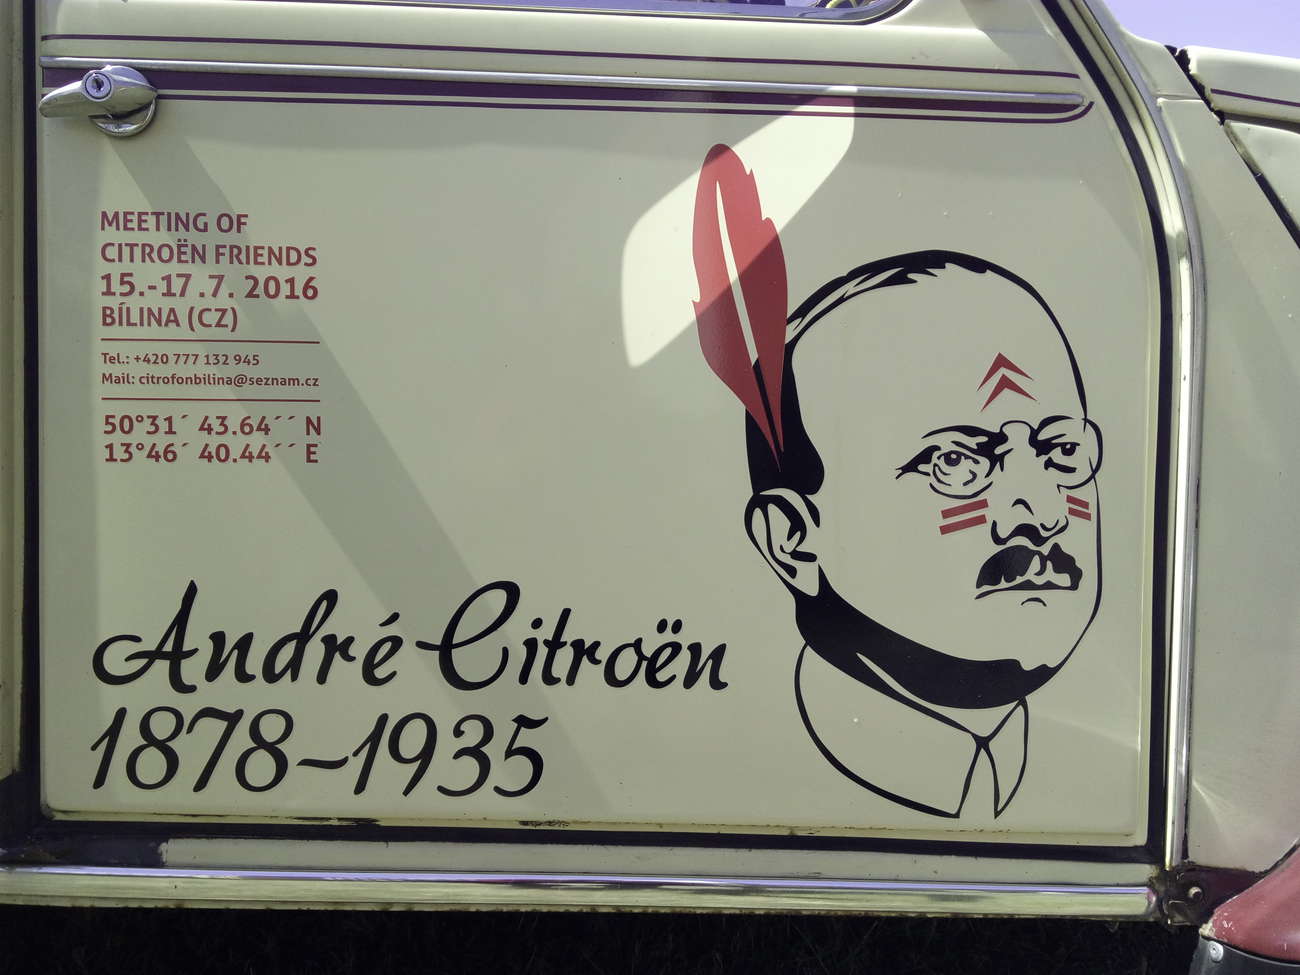 MEETING OF
CITROËN FRIENDS
15.-17.7. 2016
BÍLINA (CZ)
Tel.: +420 777 132 945
Mail: citrofonbilina@seznam.cz
50°31´ 43.64´´ N
13°46´ 40.44´´ E
André Citroën
1878-1935